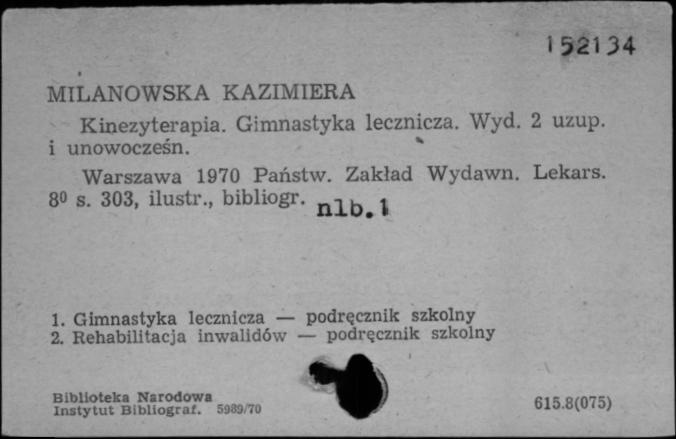 152134
MILANOWSKA KAZIMIERA
Kinezyterapia. Gimnastyka lecznicza. Wyd. 2 uzup.
i unowocześn.
Warszawa 1970 Państw. Zakład Wydawn. Lekars.
8⁰ s. 303, ilustr., bibliogr. nlb.1
1. Gimnastyka lecznicza — podręcznik szkolny
2. Rehabilitacja inwalidów — podręcznik szkolny
Biblioteka Narodowa
Instytut Bibliograf. 5989/70
615.8(075)